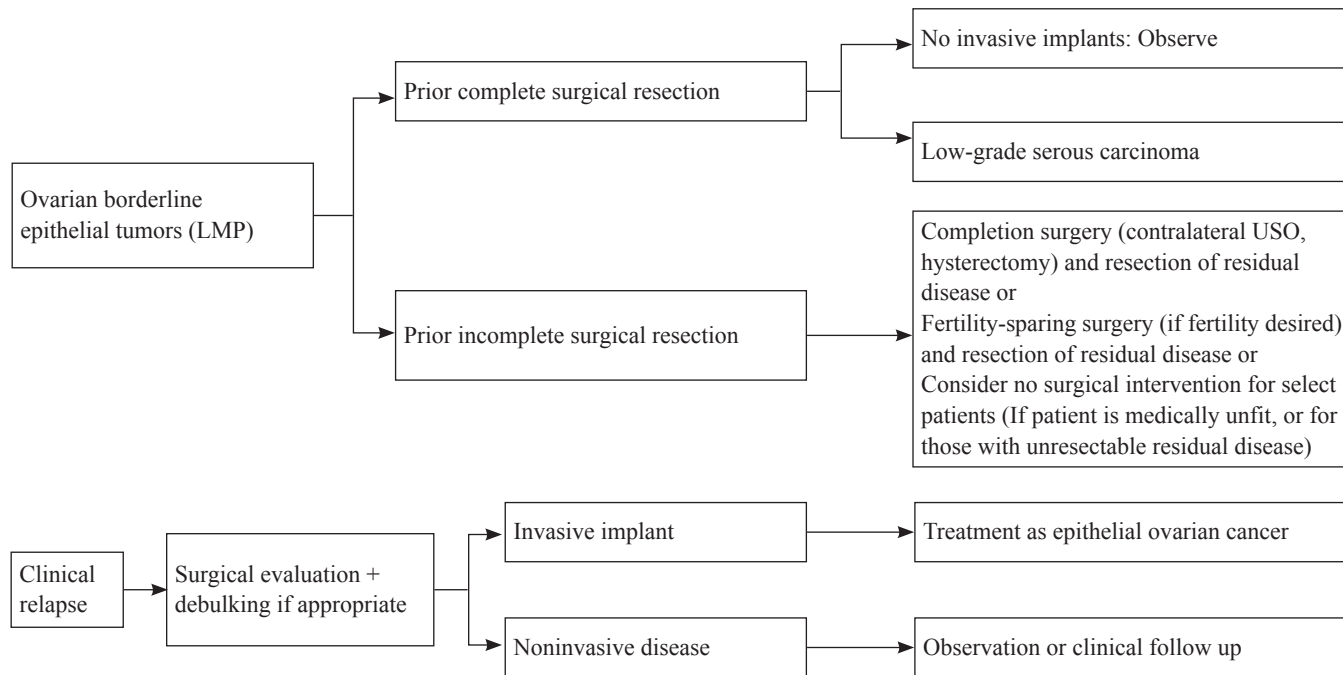 Ovarian borderline
epithelial tumors (LMP)
Prior complete surgical resection
No invasive implants: Observe
Low-grade serous carcinoma
Prior incomplete surgical resection
Completion surgery (contralateral USO,
hysterectomy) and resection of residual
disease or
Fertility-sparing surgery (if fertility desired)
and resection of residual disease or
Consider no surgical intervention for select
patients (If patient is medically unfit, or for
those with unresectable residual disease)
Clinical
relapse
Surgical evaluation +
debulking if appropriate
Invasive implant
Treatment as epithelial ovarian cancer
Noninvasive disease
Observation or clinical follow up